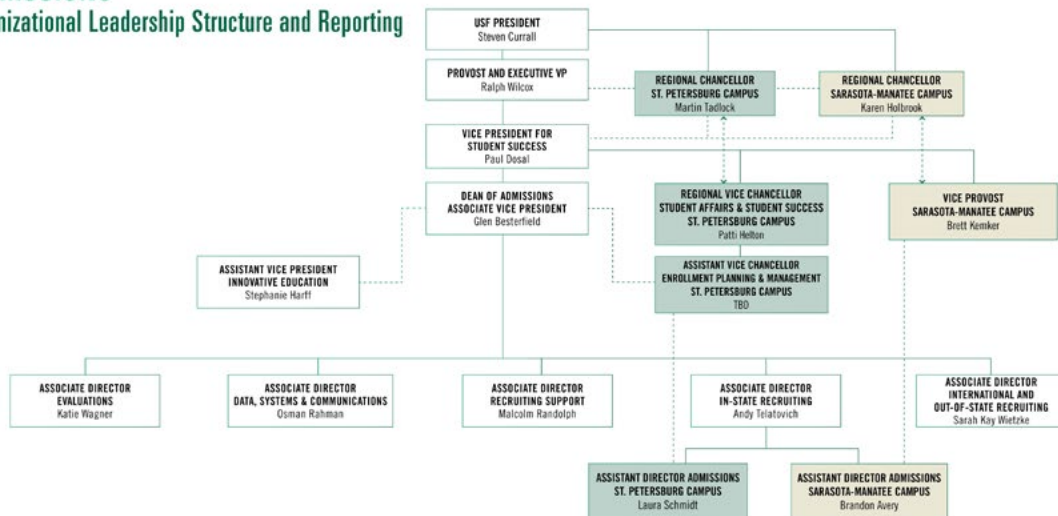 nizational Leadership Structure and Reporting
USF PRESIDENT
Steven Currall
PROVOST AND EXECUTIVE VP
Ralph Wilcox
REGIONAL CHANCELLOR
ST. PETERSBURG CAMPUS
Martin Tadlock
REGIONAL CHANCELLOR
SARASOTA-MANATEE CAMPUS
Karen Holbrook
VICE PRESIDENT FOR
STUDENT SUCCESS
Paul Dosal
DEAN OF ADMISSIONS
ASSOCIATE VICE PRESIDENT
Glen Besterfield
REGIONAL VICE CHANCELLOR
STUDENT AFFAIRS & STUDENT SUCCESS
ST. PETERSBURG CAMPUS
Patti Helton
VICE PROVOST
SARASOTA-MANATEE CAMPUS
Brett Kemker
ASSISTANT VICE PRESIDENT
INNOVATIVE EDUCATION
Stephanie Harff
ASSISTANT VICE CHANCELLOR
ENROLLMENT PLANNING & MANAGEMENT
ST. PETERSBURG CAMPUS
TBD
ASSOCIATE DIRECTOR
EVALUATIONS
Katie Wagner
ASSOCIATE DIRECTOR
DATA, SYSTEMS & COMMUNICATIONS
Osman Rahman
ASSOCIATE DIRECTOR
RECRUITING SUPPORT
Malcolm Randolph
ASSOCIATE DIRECTOR
IN-STATE RECRUITING
Andy Telatovich
ASSOCIATE DIRECTOR
INTERNATIONAL AND
OUT-OF-STATE RECRUITING
Sarah Kay Wietzke
ASSISTANT DIRECTOR ADMISSIONS
ST. PETERSBURG CAMPUS
Laura Schmidt
ASSISTANT DIRECTOR ADMISSIONS
SARASOTA-MANATEE CAMPUS
Brandon Avery